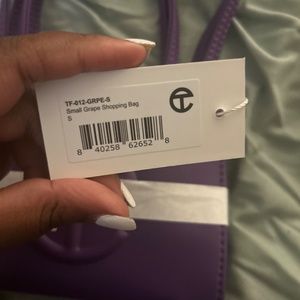 TF-012-GRPE-S
Small Grape Shopping Bag
S
8 40258 62652 8